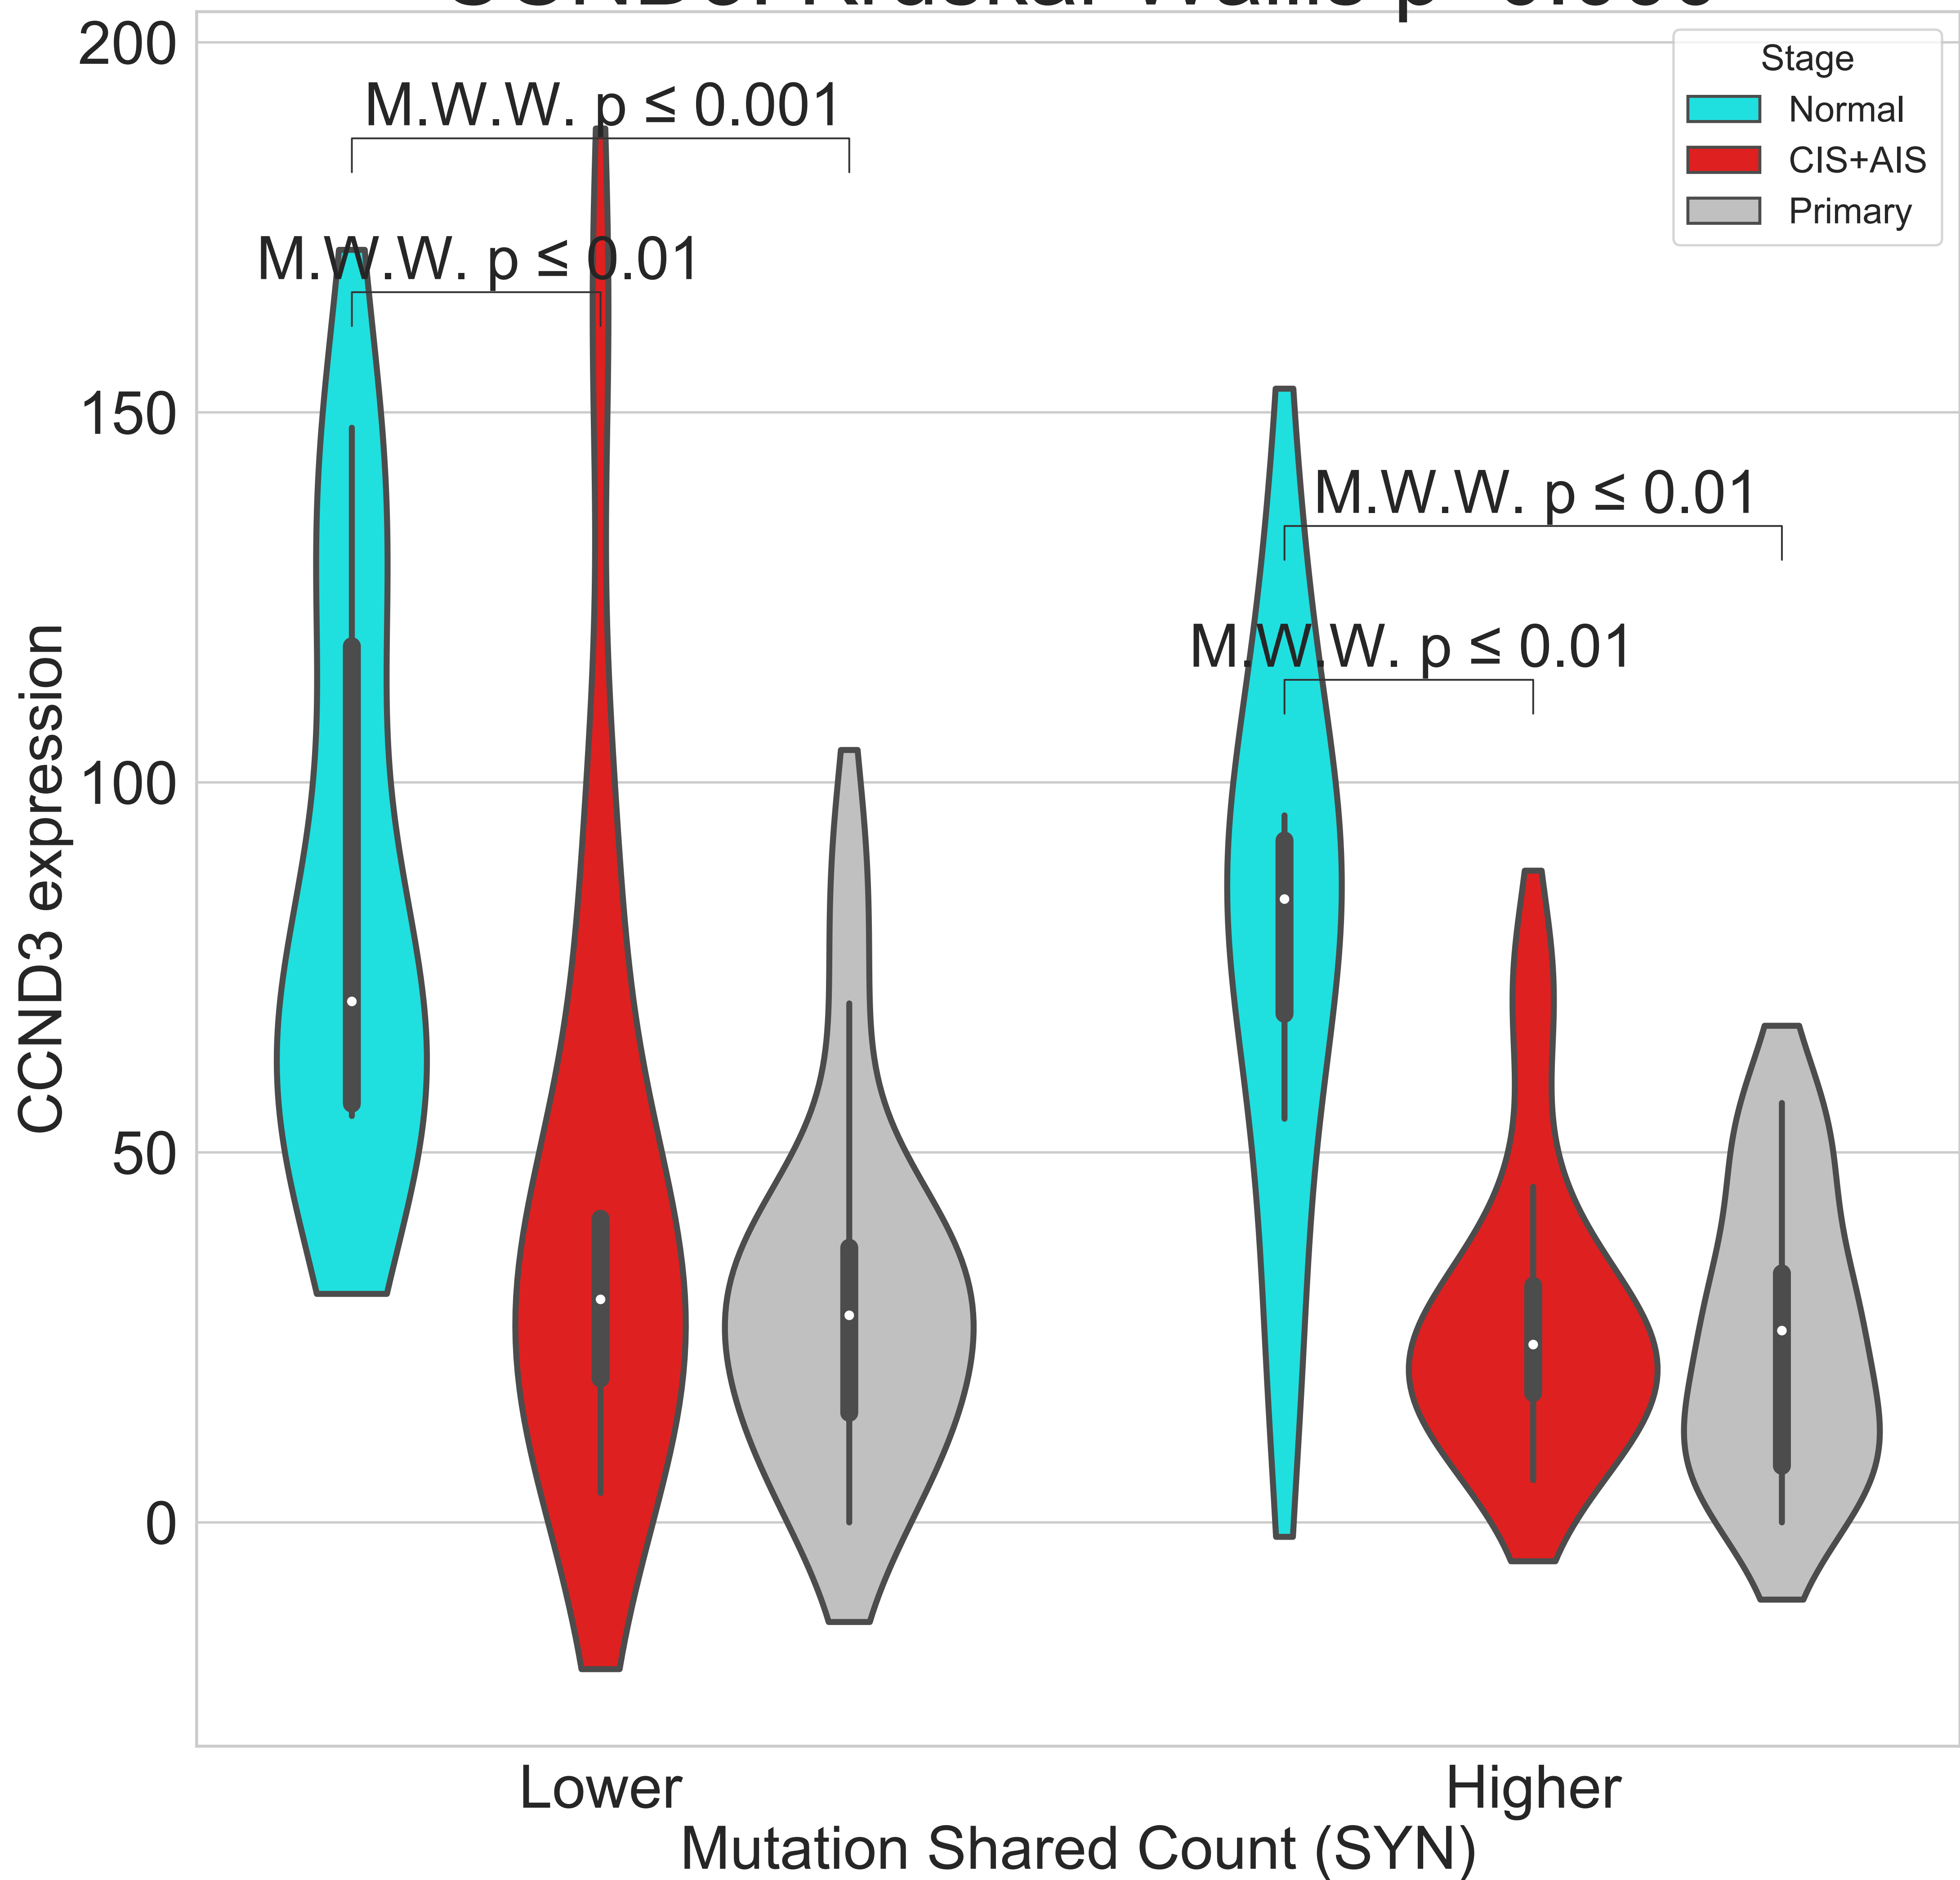 200
150
100
50
0
CCND3 expression
M.W.W. p ≤ 0.001
M.W.W. p ≤ 0.01
M.W.W. p ≤ 0.01
M.W.W. p ≤ 0.01
Stage
Normal
CIS+AIS
Primary
Lower
Higher
Mutation Shared Count (SYN)